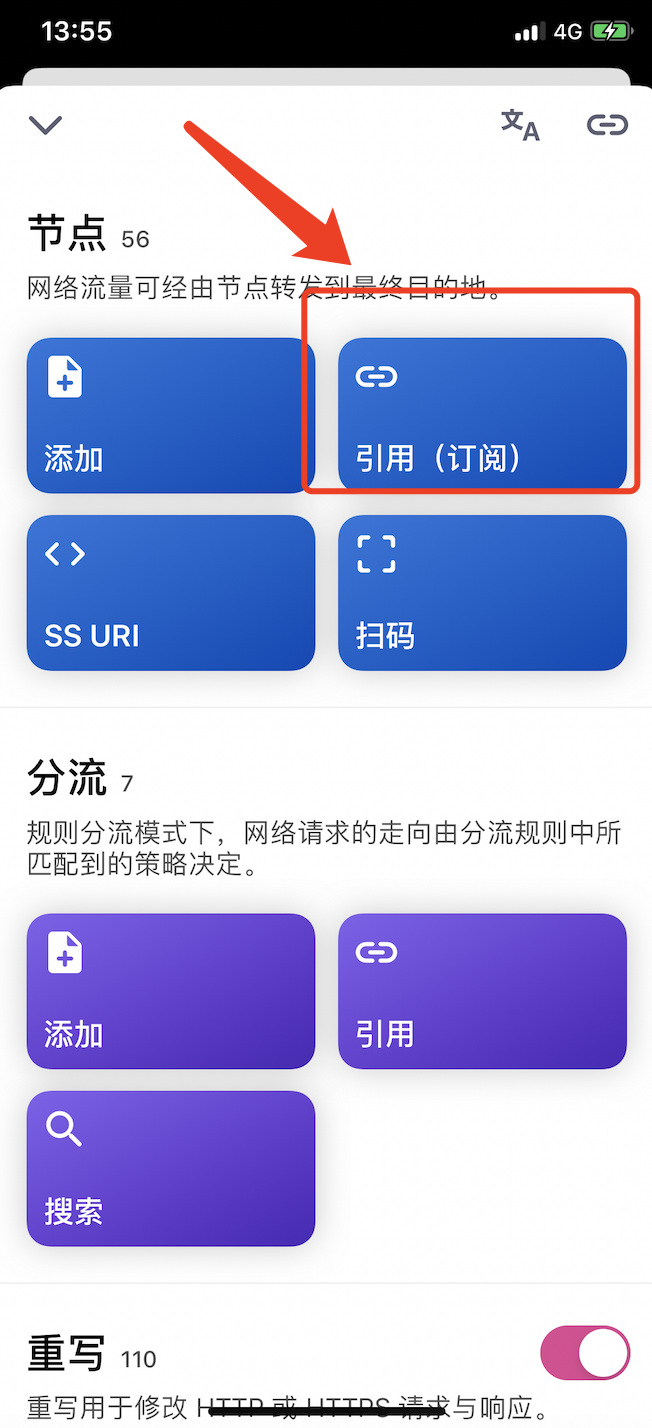 13:55
4G
文A
节点 56
网络流量可经由节点转发到最终目的地。
添加
引用（订阅）
SS URI
扫码
分流 7
规则分流模式下，网络请求的走向由分流规则中所
匹配到的策略决定。
添加
引用
搜索
重写 110
重写用于修改 HTTP 或 HTTPS 请求与响应。